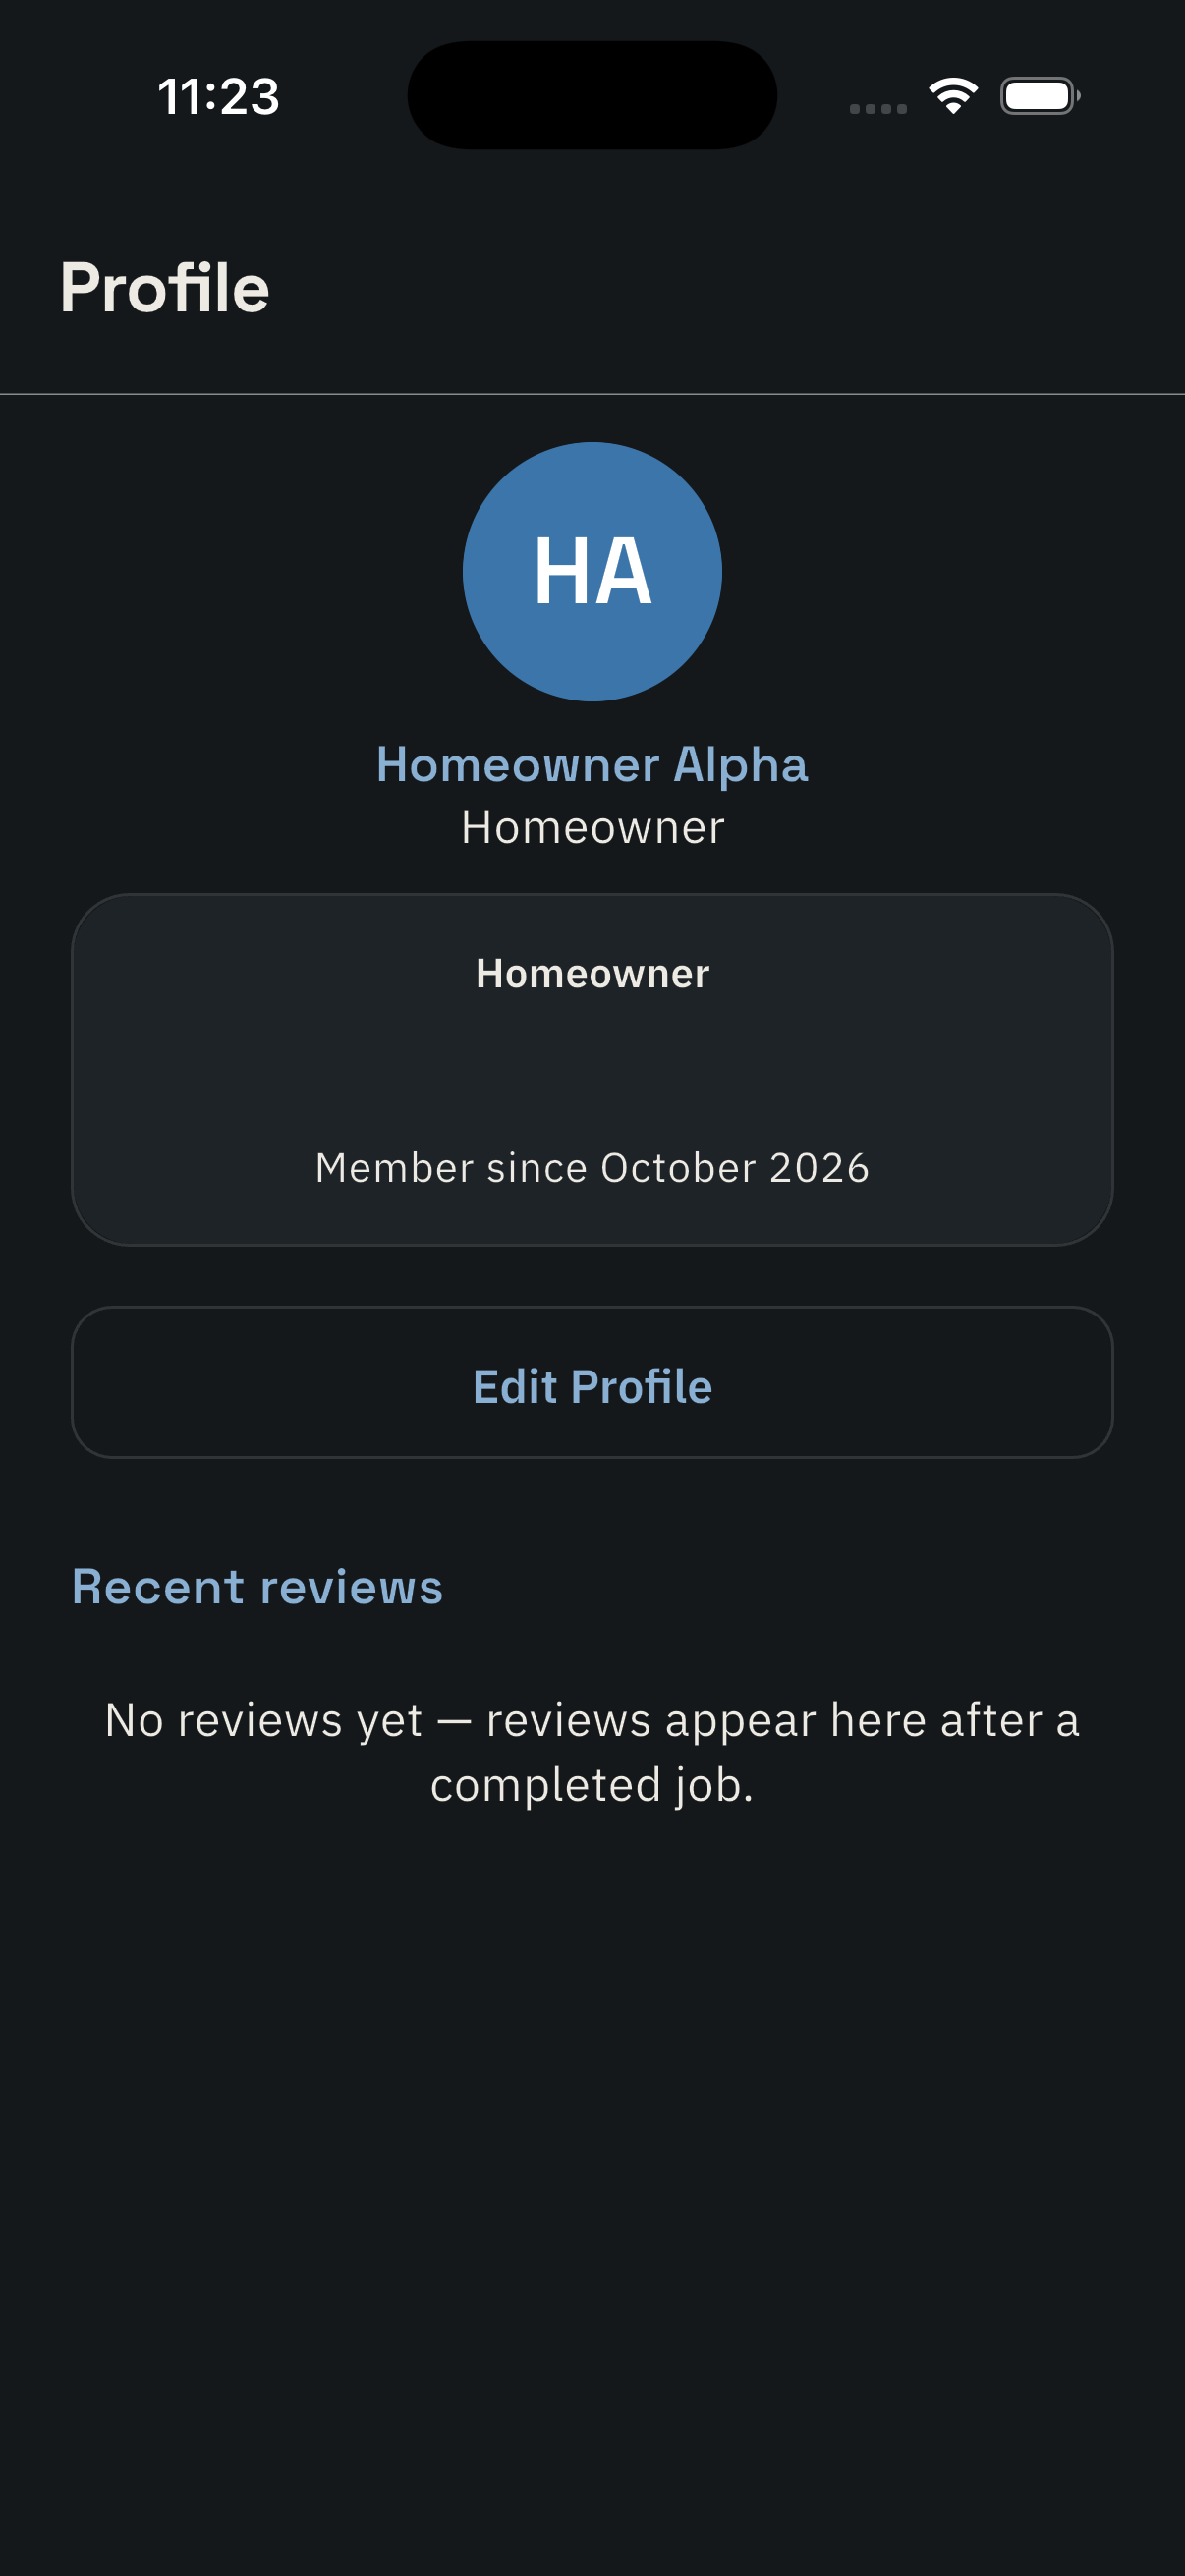 11:23
Profile
HA
Homeowner Alpha
Homeowner
Homeowner
Member since October 2026
Edit Profile
Recent reviews
No reviews yet — reviews appear here after a
completed job.